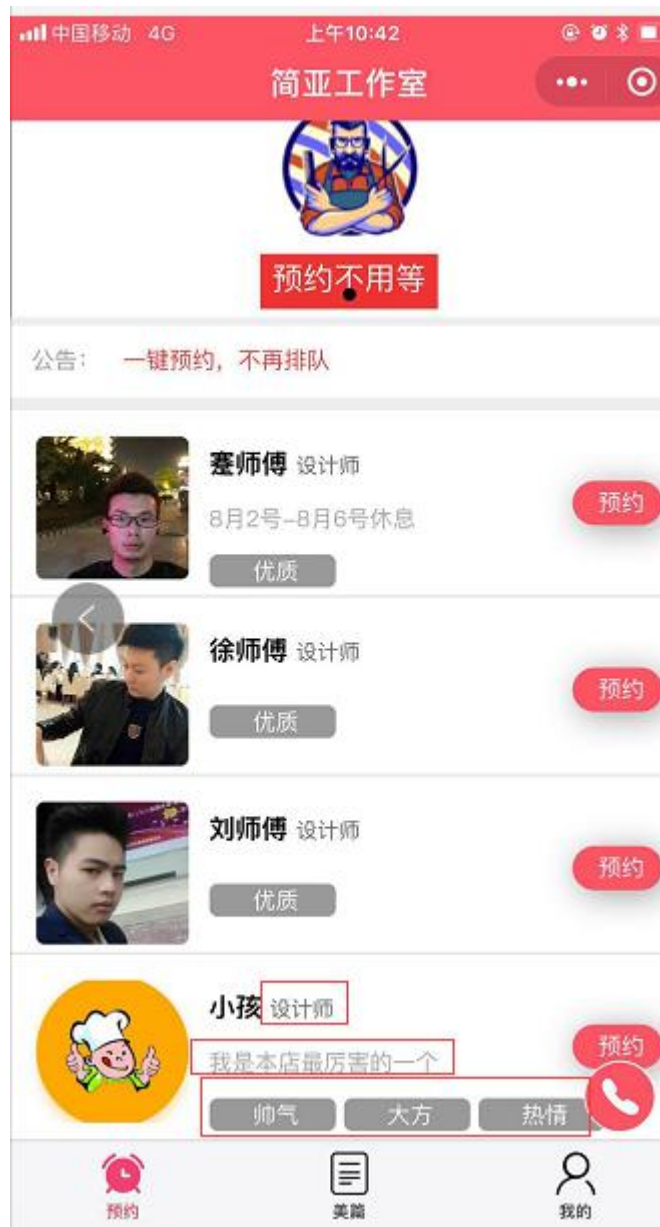 中国移动 4G 上午10:42
简亚工作室
预约不用等
公告： 一键预约，不再排队
蹇师傅 设计师
8月2号-8月6号休息
优质
预约
徐师傅 设计师
优质
预约
刘师傅 设计师
优质
预约
小孩 设计师
我是本店最厉害的一个
帅气 大方 热情
预约
预约 美篇 我的